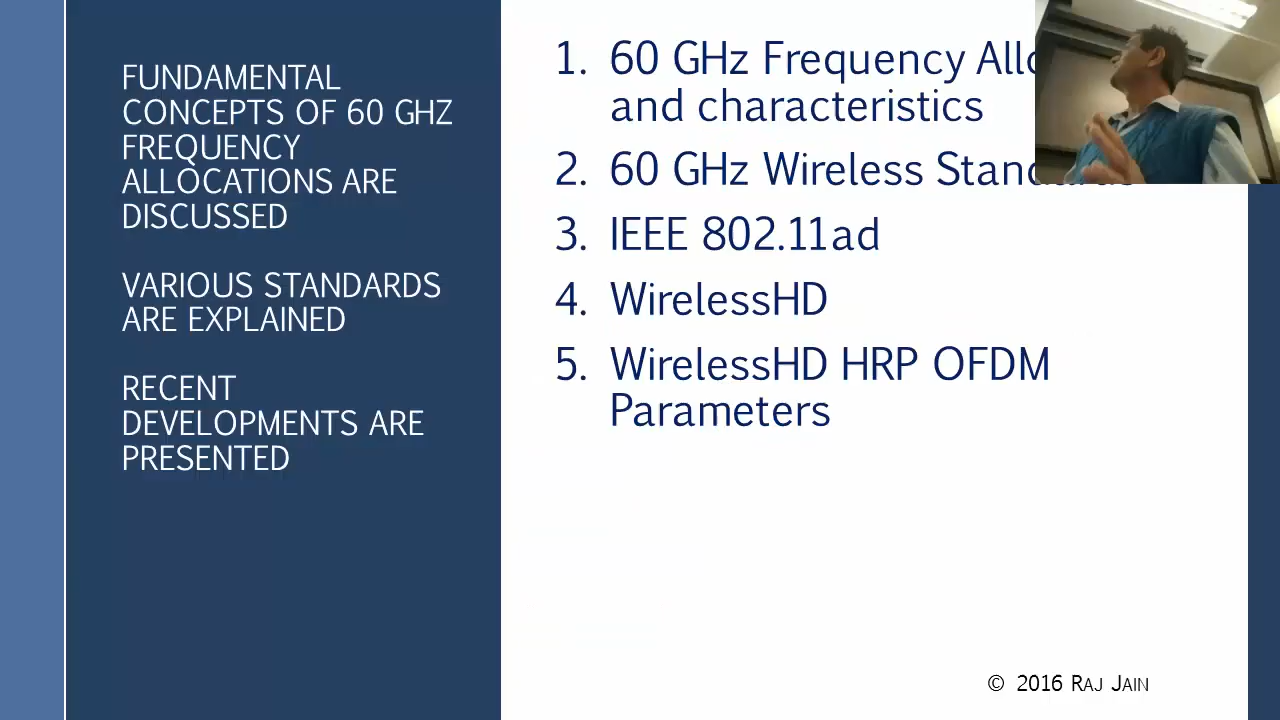 FUNDAMENTAL
CONCEPTS OF 60 GHZ
FREQUENCY
ALLOCATIONS ARE
DISCUSSED
VARIOUS STANDARDS
ARE EXPLAINED
RECENT
DEVELOPMENTS ARE
PRESENTED
1. 60 GHz Frequency
and characteristics
2. 60 GHz Wireless Standards
3. IEEE 802.11ad
4. WirelessHD
5. WirelessHD HRP OFDM
Parameters
© 2016 RAJ JAIN